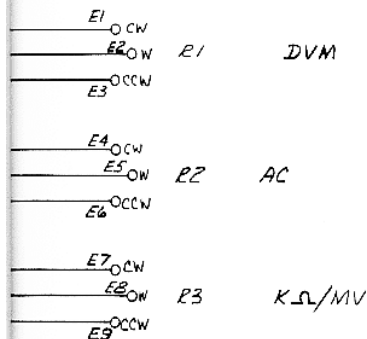 E1 CW
E2 W R1 DVM
E3 CCW
E4 CW
E5 W R2 AC
E6 CCW
E7 CW
E8 W R3 KΩ/MV
E9 CCW